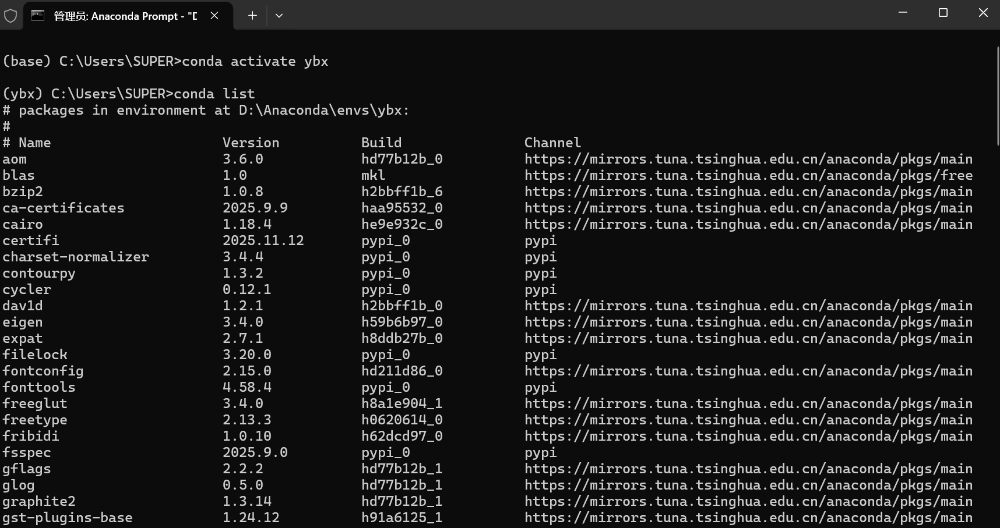 管理员: Anaconda Prompt - "D
(base) C:\Users\SUPER>conda activate ybx
(ybx) C:\Users\SUPER>conda list
# packages in environment at D:\Anaconda\envs\ybx:
#
# Name Version Build Channel
aom 3.6.0 hd77b12b_0 https://mirrors.tuna.tsinghua.edu.cn/anaconda/pkgs/main
blas 1.0 mkl https://mirrors.tuna.tsinghua.edu.cn/anaconda/pkgs/free
bzip2 1.0.8 h2bbff1b_6 https://mirrors.tuna.tsinghua.edu.cn/anaconda/pkgs/main
ca-certificates 2025.9.9 haa95532_0 https://mirrors.tuna.tsinghua.edu.cn/anaconda/pkgs/main
cairo 1.18.4 he9e932c_0 https://mirrors.tuna.tsinghua.edu.cn/anaconda/pkgs/main
certifi 2025.11.12 pypi_0 pypi
charset-normalizer 3.4.4 pypi_0 pypi
contourpy 1.3.2 pypi_0 pypi
cycler 0.12.1 pypi_0 pypi
dav1d 1.2.1 h2bbff1b_0 https://mirrors.tuna.tsinghua.edu.cn/anaconda/pkgs/main
eigen 3.4.0 h59b6b97_0 https://mirrors.tuna.tsinghua.edu.cn/anaconda/pkgs/main
expat 2.7.1 h8ddb27b_0 https://mirrors.tuna.tsinghua.edu.cn/anaconda/pkgs/main
filelock 3.20.0 pypi_0 pypi
fontconfig 2.15.0 hd211d86_0 https://mirrors.tuna.tsinghua.edu.cn/anaconda/pkgs/main
fonttools 4.58.4 pypi_0 pypi
freeglut 3.4.0 h8a1e904_1 https://mirrors.tuna.tsinghua.edu.cn/anaconda/pkgs/main
freetype 2.13.3 h0620614_0 https://mirrors.tuna.tsinghua.edu.cn/anaconda/pkgs/main
fribidi 1.0.10 h62dcd97_0 https://mirrors.tuna.tsinghua.edu.cn/anaconda/pkgs/main
fsspec 2025.9.0 pypi_0 pypi
gflags 2.2.2 hd77b12b_1 https://mirrors.tuna.tsinghua.edu.cn/anaconda/pkgs/main
glog 0.5.0 hd77b12b_1 https://mirrors.tuna.tsinghua.edu.cn/anaconda/pkgs/main
graphite2 1.3.14 hd77b12b_1 https://mirrors.tuna.tsinghua.edu.cn/anaconda/pkgs/main
gst-plugins-base 1.24.12 h91a6125_1 https://mirrors.tuna.tsinghua.edu.cn/anaconda/pkgs/main